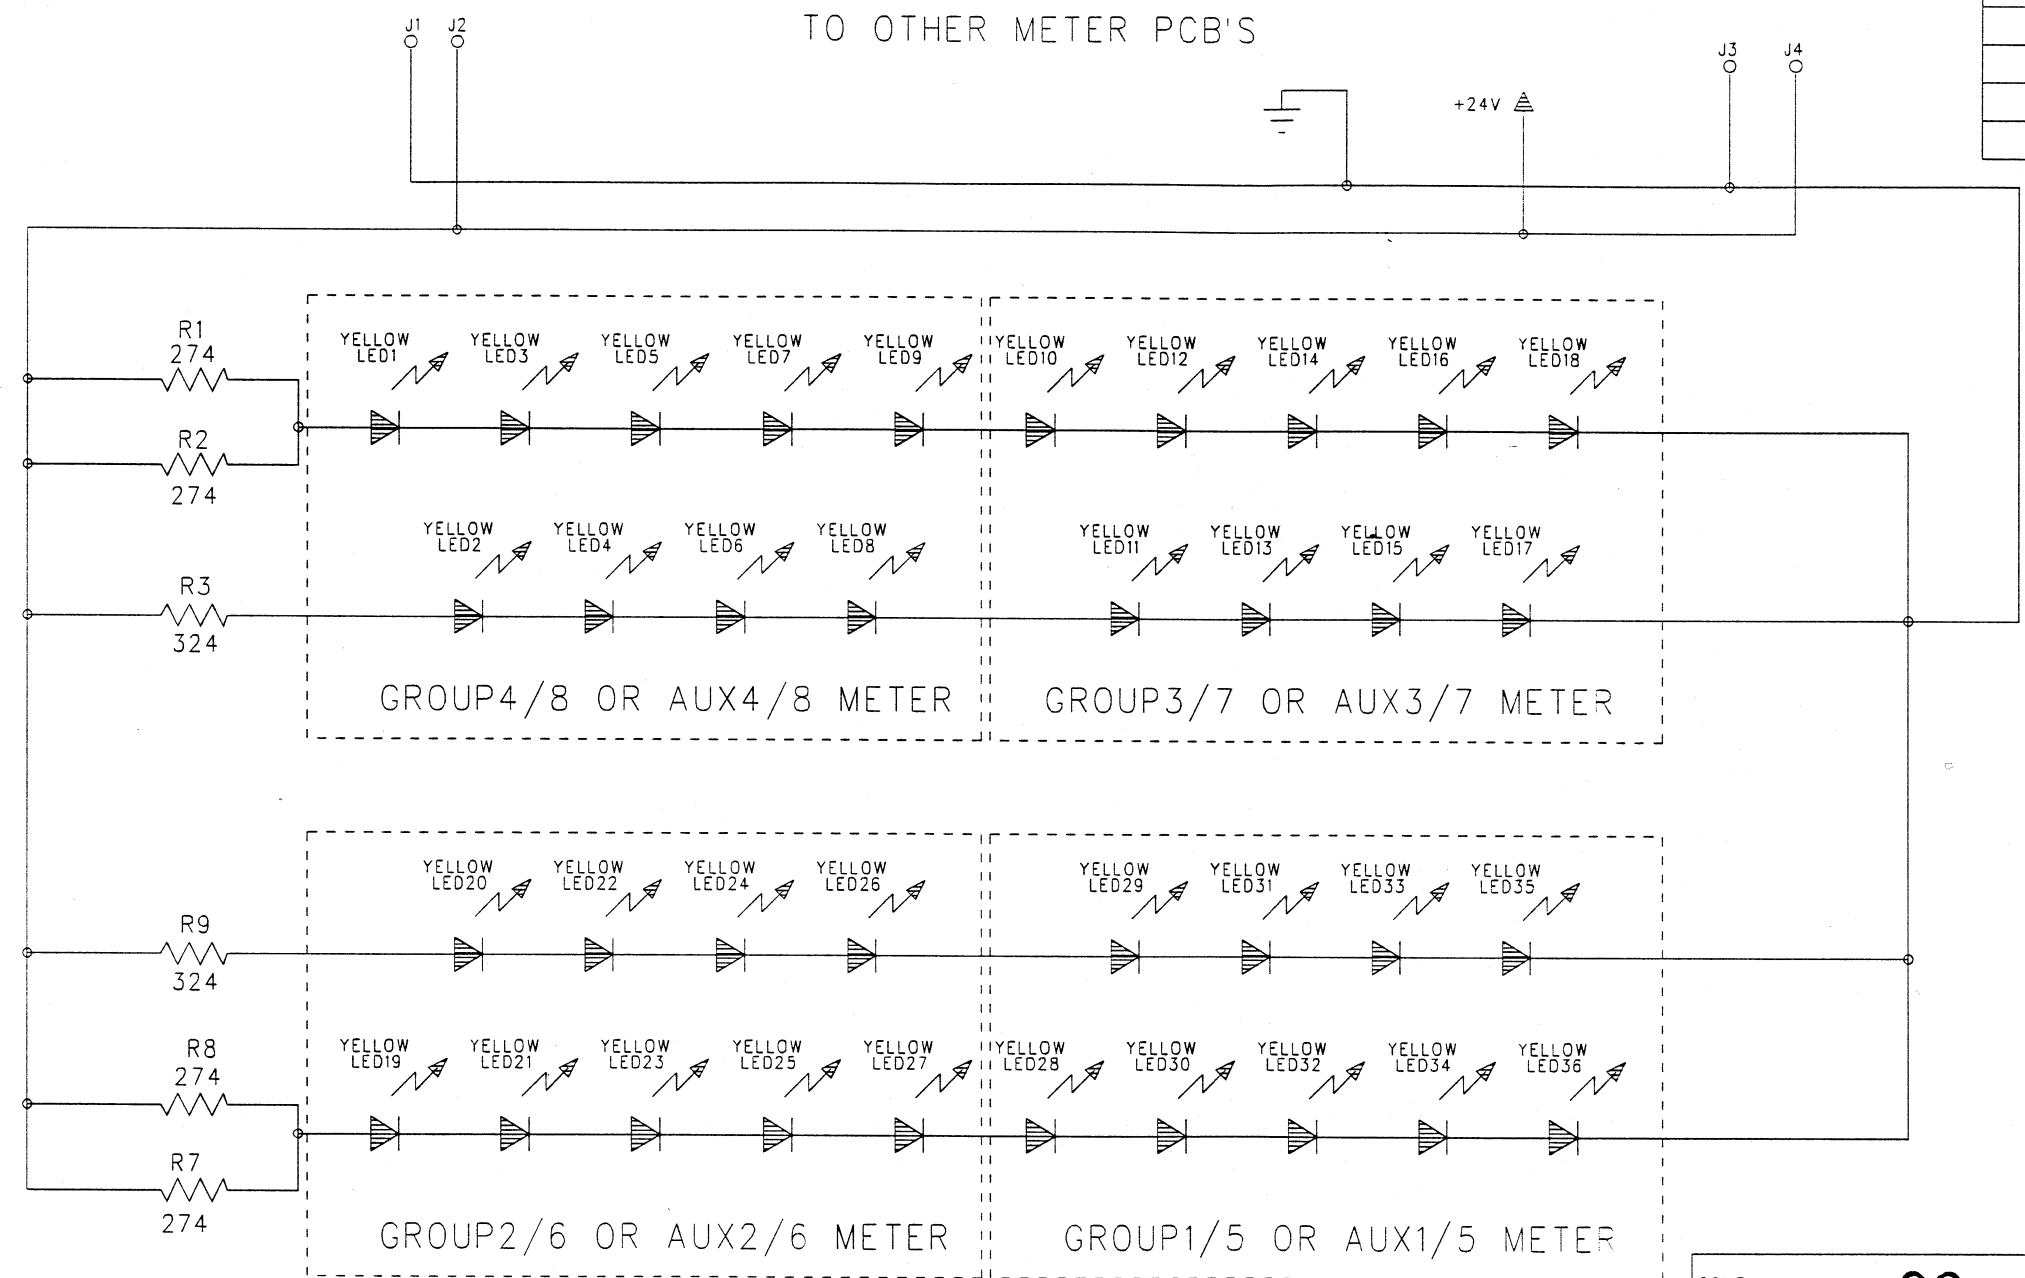 TO OTHER METER PCB'S
J1
J2
J3
J4
+24V
R1
274
YELLOW
LED1
YELLOW
LED3
YELLOW
LED5
YELLOW
LED7
YELLOW
LED9
YELLOW
LED10
YELLOW
LED12
YELLOW
LED14
YELLOW
LED16
YELLOW
LED18
R2
274
YELLOW
LED2
YELLOW
LED4
YELLOW
LED6
YELLOW
LED8
YELLOW
LED11
YELLOW
LED13
YELLOW
LED15
YELLOW
LED17
R3
324
GROUP4/8 OR AUX4/8 METER
GROUP3/7 OR AUX3/7 METER
YELLOW
LED20
YELLOW
LED22
YELLOW
LED24
YELLOW
LED26
YELLOW
LED29
YELLOW
LED31
YELLOW
LED33
YELLOW
LED35
R9
324
R8
274
YELLOW
LED19
YELLOW
LED21
YELLOW
LED23
YELLOW
LED25
YELLOW
LED27
YELLOW
LED28
YELLOW
LED30
YELLOW
LED32
YELLOW
LED34
YELLOW
LED36
R7
274
GROUP2/6 OR AUX2/6 METER
GROUP1/5 OR AUX1/5 METER